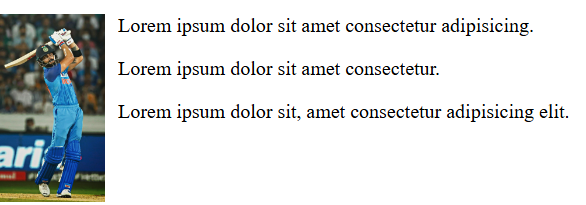 Lorem ipsum dolor sit amet consectetur adipisicing.
Lorem ipsum dolor sit amet consectetur.
Lorem ipsum dolor sit, amet consectetur adipisicing elit.